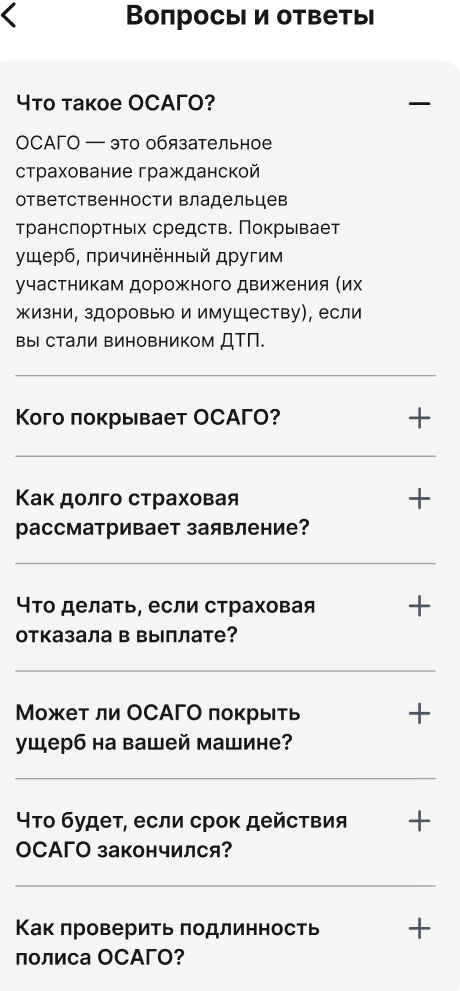 Вопросы и ответы
Что такое ОСАГО?
ОСАГО — это обязательное
страхование гражданской
ответственности владельцев
транспортных средств. Покрывает
ущерб, причинённый другим
участникам дорожного движения (их
жизни, здоровью и имуществу), если
вы стали виновником ДТП.
Кого покрывает ОСАГО?
Как долго страховая
рассматривает заявление?
Что делать, если страховая
отказала в выплате?
Может ли ОСАГО покрыть
ущерб на вашей машине?
Что будет, если срок действия
ОСАГО закончился?
Как проверить подлинность
полиса ОСАГО?